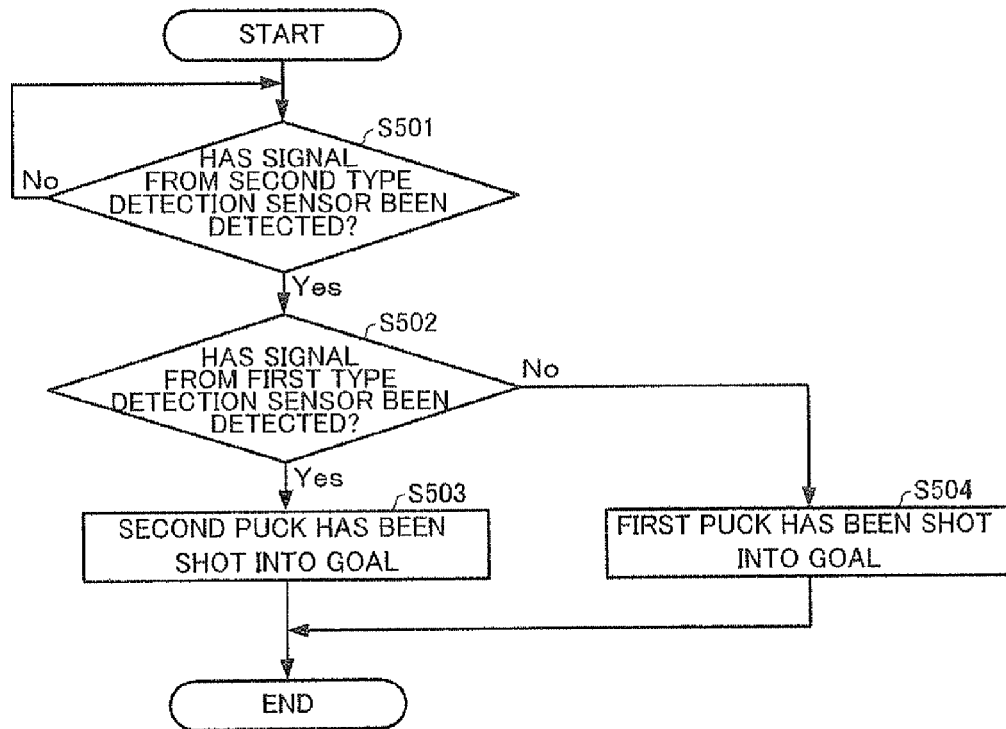 START
S501
HAS SIGNAL
FROM SECOND TYPE
DETECTION SENSOR BEEN
DETECTED?
No
Yes
S502
HAS SIGNAL
FROM FIRST TYPE
DETECTION SENSOR BEEN
DETECTED?
No
Yes
S503
SECOND PUCK HAS BEEN
SHOT INTO GOAL
S504
FIRST PUCK HAS BEEN SHOT
INTO GOAL
END